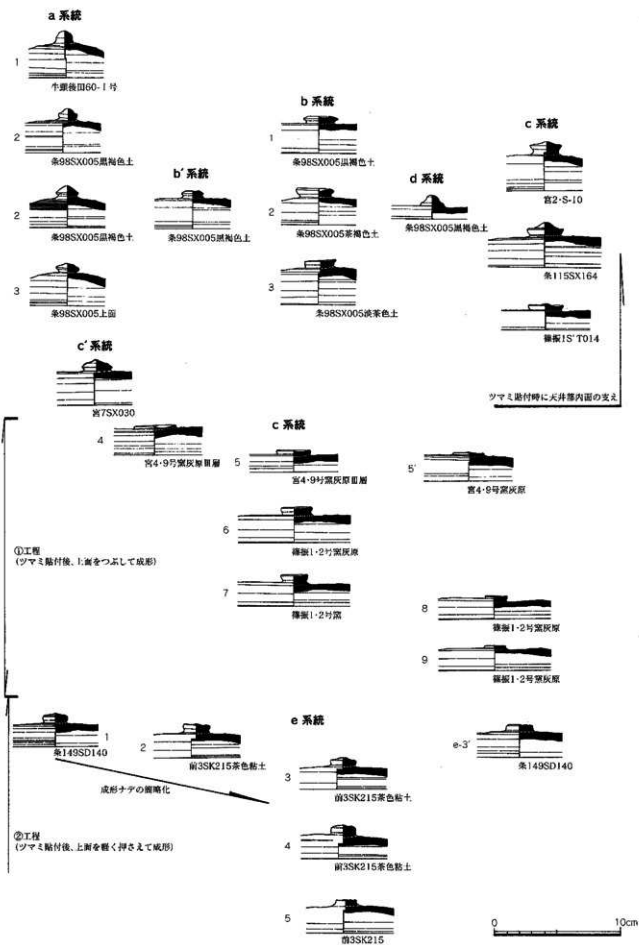 a 系統
1
牛頸後田60-1号
2
条98SX005黒褐色土
2
条98SX005黒褐色土
3
条98SX005上面
b' 系統
条98SX005黒褐色土
b 系統
1
条98SX005黒褐色土
2
条98SX005茶褐色土
3
条98SX005淡茶色土
d 系統
条98SX005黒褐色土
c 系統
宮2・S-10
条115SX164
篠振1S'T014
ツマミ貼付時に天井部内面の支え
c' 系統
宮7SX030
4
宮4・9号窯灰原Ⅲ層
c 系統
5
宮4・9号窯灰原Ⅲ層
5'
宮4・9号窯灰原
6
篠振1・2号窯灰原
7
篠振1・2号窯
8
篠振1・2号窯灰原
9
篠振1・2号窯灰原
①工程
(ツマミ貼付後、上面をつぶして成形)
1
条149SD140
2
前3SK215茶色粘土
e 系統
3
前3SK215茶色粘土
4
前3SK215茶色粘土
5
前3SK215
e-3'
条149SD140
成形ナデの簡略化
②工程
(ツマミ貼付後、上面を軽く押さえて成形)
0
10cm